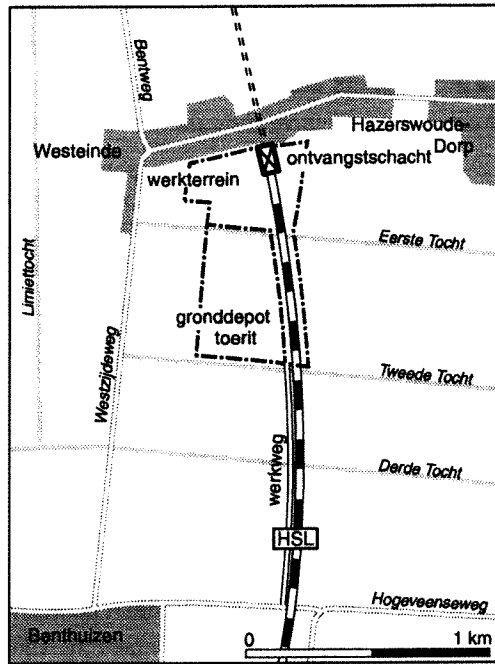 Bentweg
Hazerswoude-
Dorp
Westeinde
ontvangstschacht
werkterrein
Eerste Tocht
Limiettocht
gronddepot
toerit
Tweede Tocht
Westzijdeweg
werkweg
Derde Tocht
HSL
Hogeveenseweg
Benthuizen
0 1 km